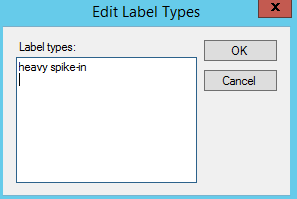 Edit Label Types
x
Label types:
OK
heavy spike-in
Cancel